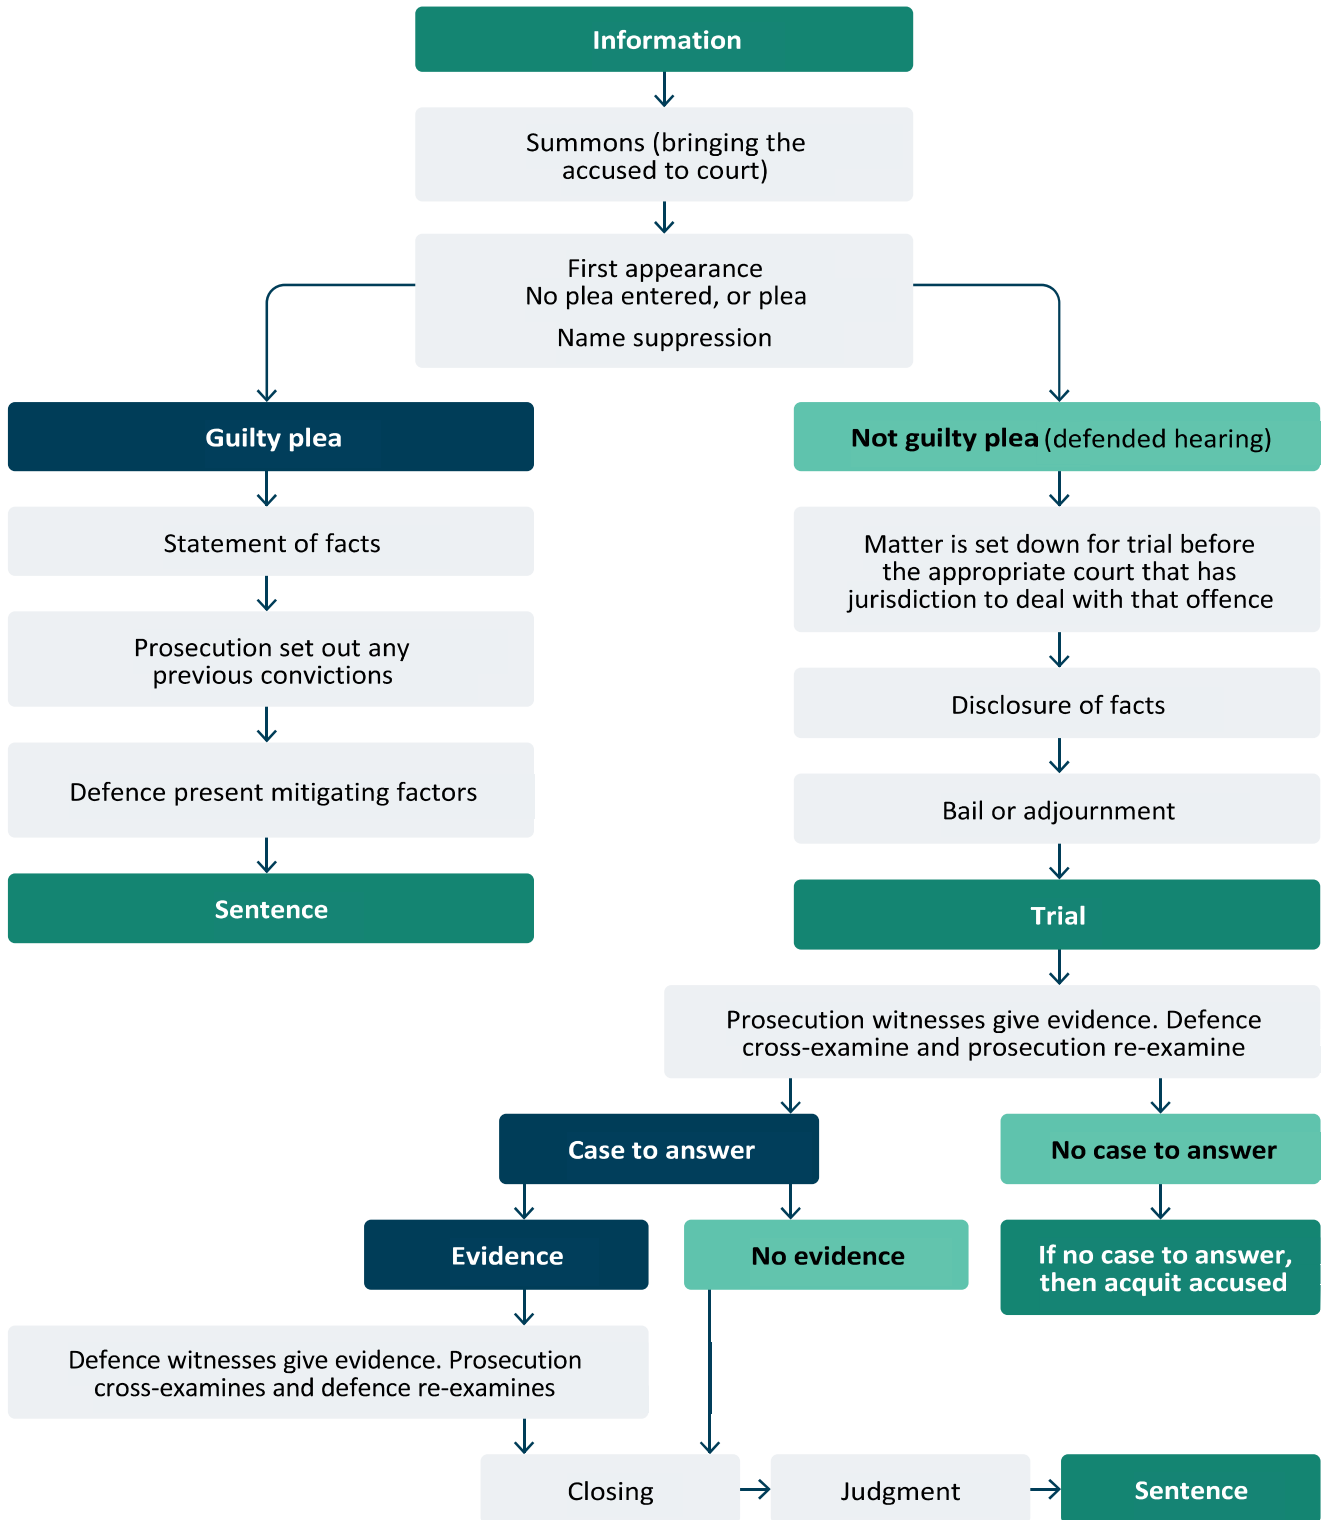 Information
Summons (bringing the
accused to court)
First appearance
No plea entered, or plea
Name suppression
Guilty plea
Statement of facts
Prosecution set out any
previous convictions
Defence present mitigating factors
Sentence
Not guilty plea (defended hearing)
Matter is set down for trial before
the appropriate court that has
jurisdiction to deal with that offence
Disclosure of facts
Bail or adjournment
Trial
Prosecution witnesses give evidence. Defence
cross-examine and prosecution re-examine
Case to answer
No case to answer
Evidence
No evidence
If no case to answer,
then acquit accused
Defence witnesses give evidence. Prosecution
cross-examines and defence re-examines
Closing
Judgment
Sentence